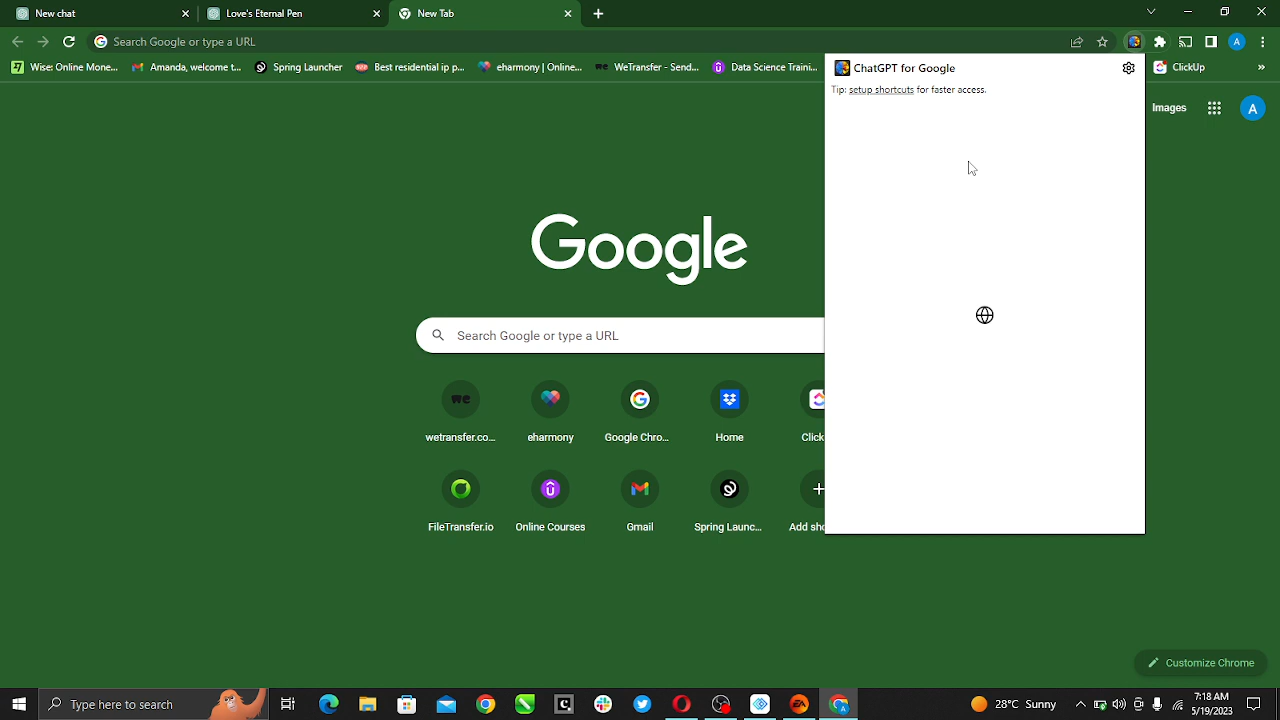 New chat
Love's Eternal Pen
New Tab
Search Google or type a URL
Wise: Online Mone...
Amanda, welcome t...
Spring Launcher
Best residential p...
eharmony | Online...
WeTransfer - Send...
Data Science Traini...
ClickUp
»
ChatGPT for Google
Tip: setup shortcuts for faster access.
Images
A
A
Google
Search Google or type a URL
we
wetransfer.co...
eharmony
Google Chro...
Home
Click
FileTransfer.io
Online Courses
Gmail
Spring Launc...
Add sho
Customize Chrome
Type here to search
28°C Sunny
7:18 AM
5/19/2023